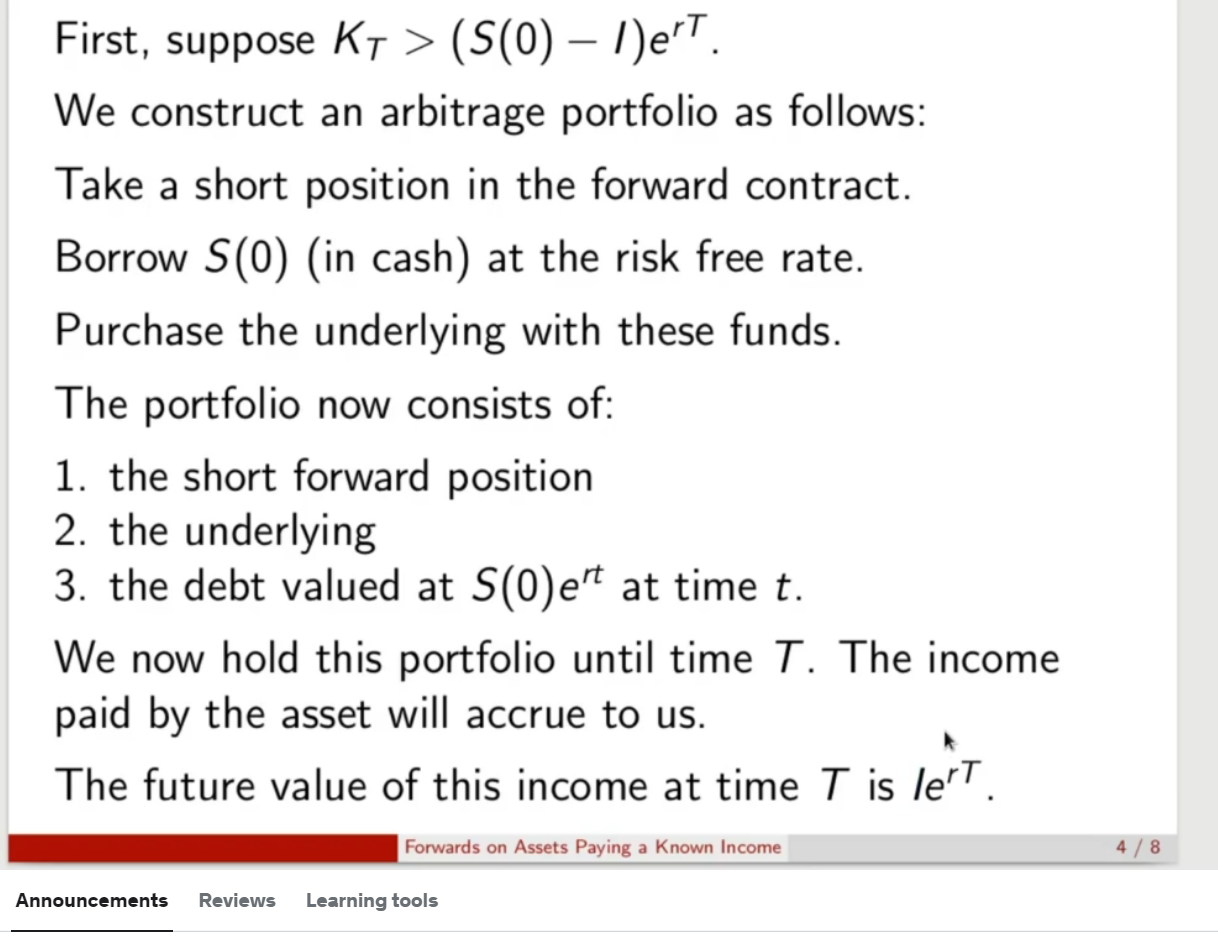 First, suppose K_T > (S(0) − I)e^{rT}.
We construct an arbitrage portfolio as follows:
Take a short position in the forward contract.
Borrow S(0) (in cash) at the risk free rate.
Purchase the underlying with these funds.
The portfolio now consists of:
1. the short forward position
2. the underlying
3. the debt valued at S(0)e^{rt} at time t.
We now hold this portfolio until time T. The income
paid by the asset will accrue to us.
The future value of this income at time T is Ie^{rT}.
Forwards on Assets Paying a Known Income 4 / 8
Announcements Reviews Learning tools